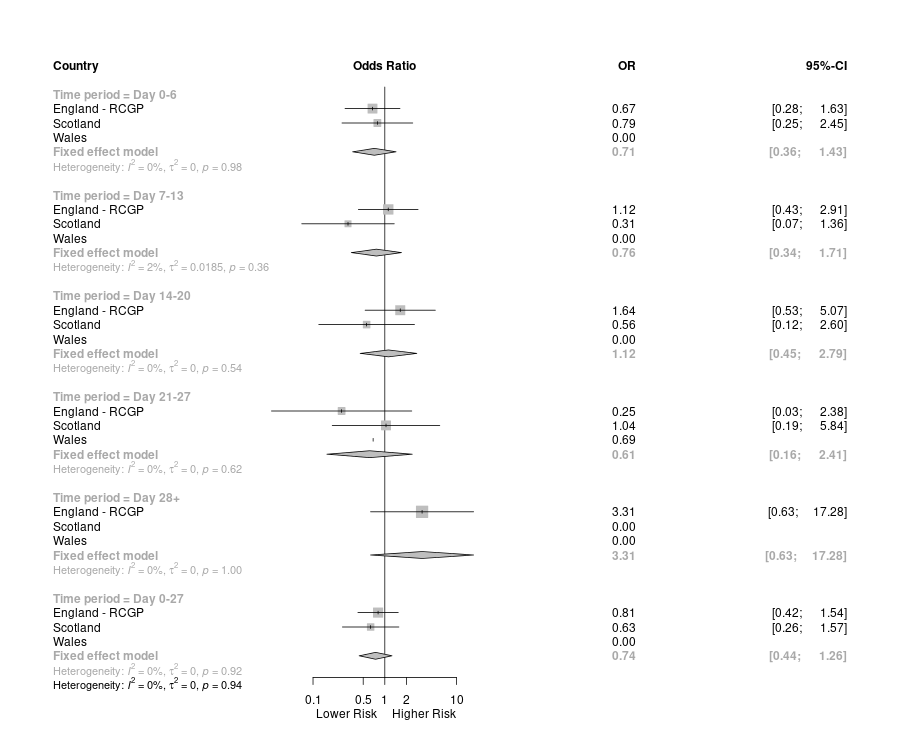 Country Odds Ratio OR 95%-CI
Time period = Day 0-6
England - RCGP 0.67 [0.28; 1.63]
Scotland 0.79 [0.25; 2.45]
Wales 0.00
Fixed effect model 0.71 [0.36; 1.43]
Heterogeneity: I² = 0%, τ² = 0, p = 0.98
Time period = Day 7-13
England - RCGP 1.12 [0.43; 2.91]
Scotland 0.31 [0.07; 1.36]
Wales 0.00
Fixed effect model 0.76 [0.34; 1.71]
Heterogeneity: I² = 2%, τ² = 0.0185, p = 0.36
Time period = Day 14-20
England - RCGP 1.64 [0.53; 5.07]
Scotland 0.56 [0.12; 2.60]
Wales 0.00
Fixed effect model 1.12 [0.45; 2.79]
Heterogeneity: I² = 0%, τ² = 0, p = 0.54
Time period = Day 21-27
England - RCGP 0.25 [0.03; 2.38]
Scotland 1.04 [0.19; 5.84]
Wales 0.69
Fixed effect model 0.61 [0.16; 2.41]
Heterogeneity: I² = 0%, τ² = 0, p = 0.62
Time period = Day 28+
England - RCGP 3.31 [0.63; 17.28]
Scotland 0.00
Wales 0.00
Fixed effect model 3.31 [0.63; 17.28]
Heterogeneity: I² = 0%, τ² = 0, p = 1.00
Time period = Day 0-27
England - RCGP 0.81 [0.42; 1.54]
Scotland 0.63 [0.26; 1.57]
Wales 0.00
Fixed effect model 0.74 [0.44; 1.26]
Heterogeneity: I² = 0%, τ² = 0, p = 0.92
Heterogeneity: I² = 0%, τ² = 0, p = 0.94
0.1 0.5 1 2 10
Lower Risk Higher Risk